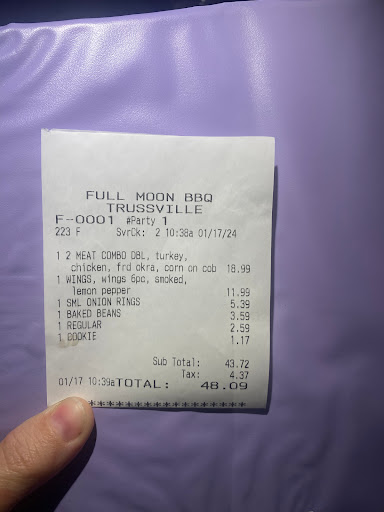 FULL MOON BBQ
TRUSSVILLE
F-0001 #Party 1
223 F SvrCk: 2 10:38a 01/17/24
1 2 MEAT COMBO DBL, turkey,
chicken, frd okra, corn on cob 18.99
1 WINGS, wings 6pc, smoked,
lemon pepper 11.99
1 SML ONION RINGS 5.39
1 BAKED BEANS 3.59
1 REGULAR 2.59
1 COOKIE 1.17
Sub Total: 43.72
Tax: 4.37
01/17 10:39a TOTAL: 48.09
*******************